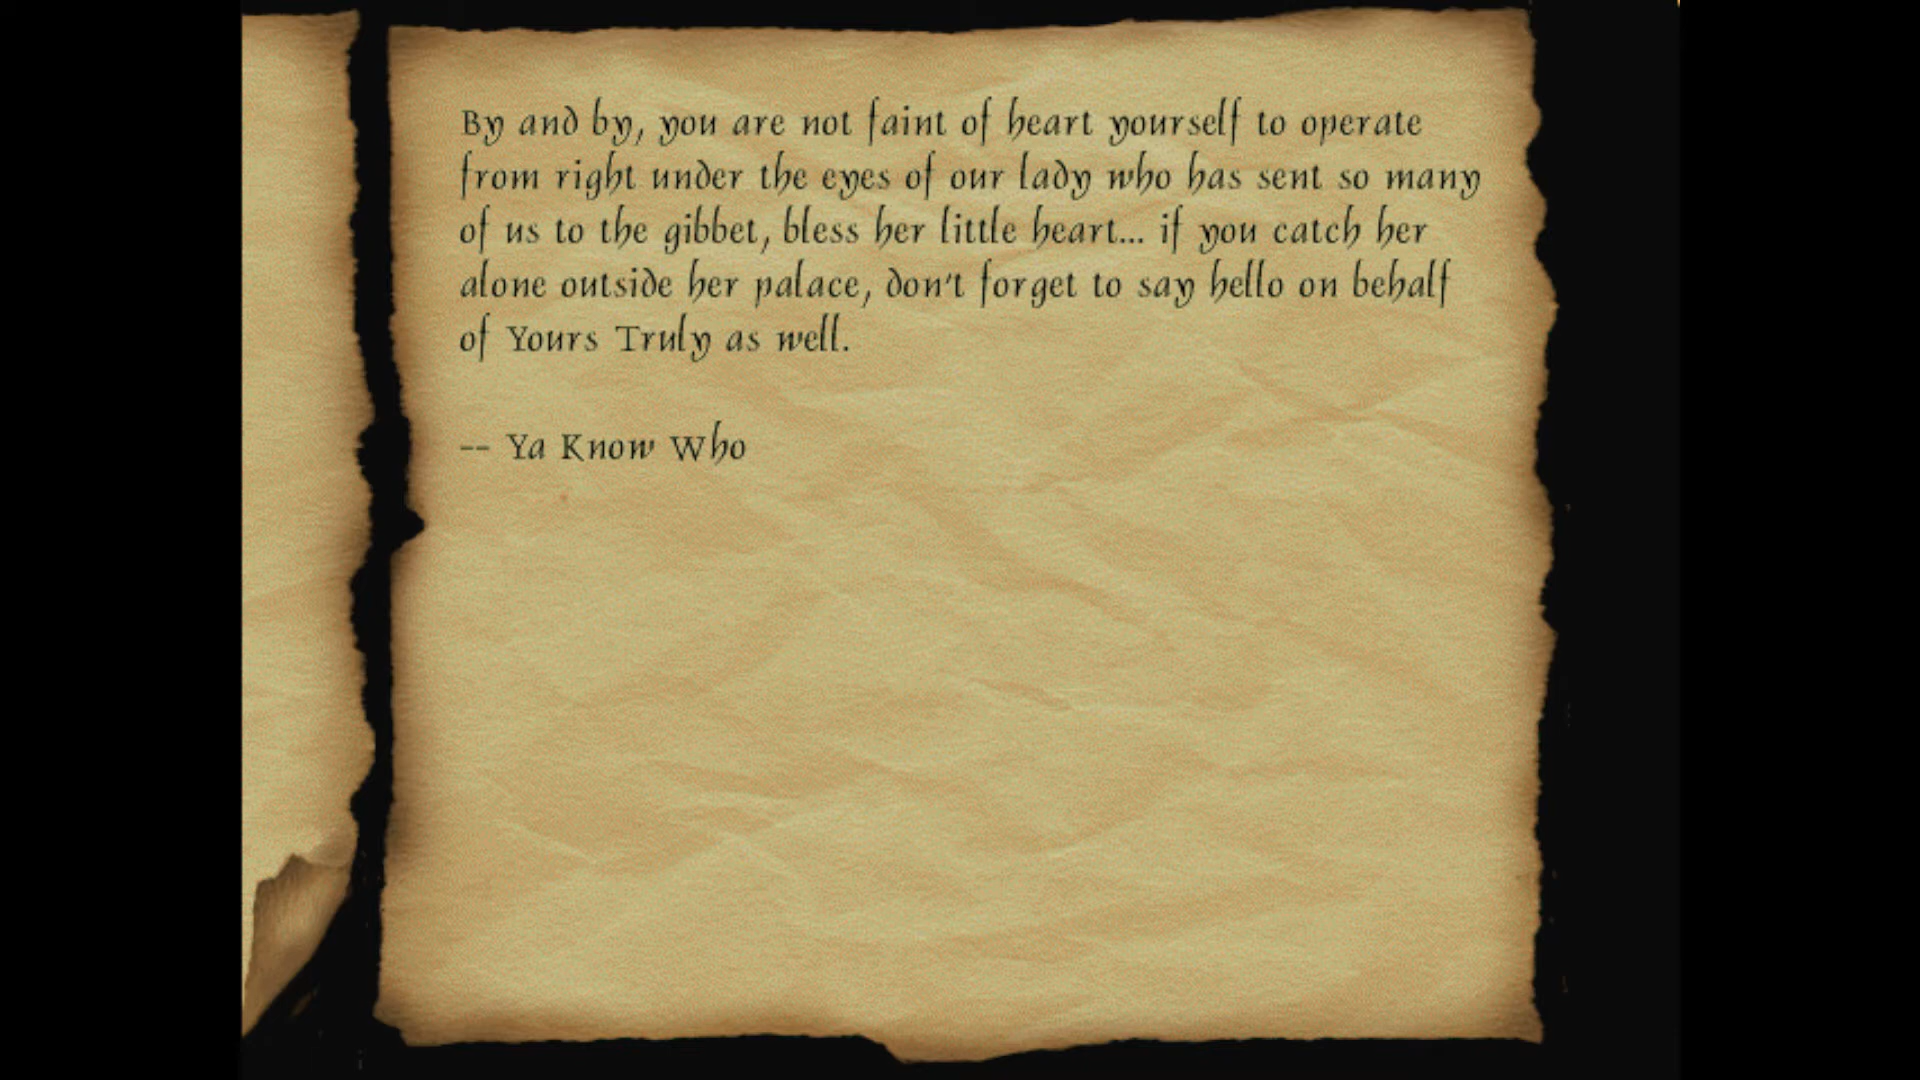 By and by, you are not faint of heart yourself to operate
from right under the eyes of our lady who has sent so many
of us to the gibbet, bless her little heart... if you catch her
alone outside her palace, don't forget to say hello on behalf
of Yours Truly as well.
-- Ya Know Who